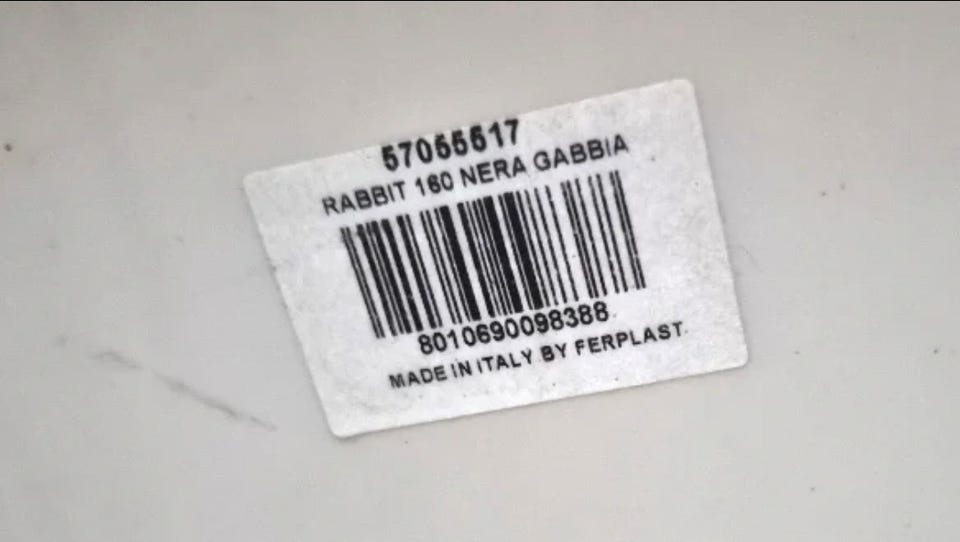 57055517
RABBIT 160 NERA GABBIA
8010690098388
MADE IN ITALY BY FERPLAST